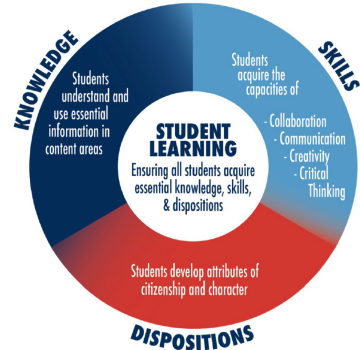 KNOWLEDGE
Students
understand and
use essential
information in
content areas
SKILLS
Students
acquire the
capacities of
- Collaboration
- Communication
- Creativity
- Critical
Thinking
STUDENT
LEARNING
Ensuring all students acquire
essential knowledge, skills,
& dispositions
Students develop attributes of
citizenship and character
DISPOSITIONS